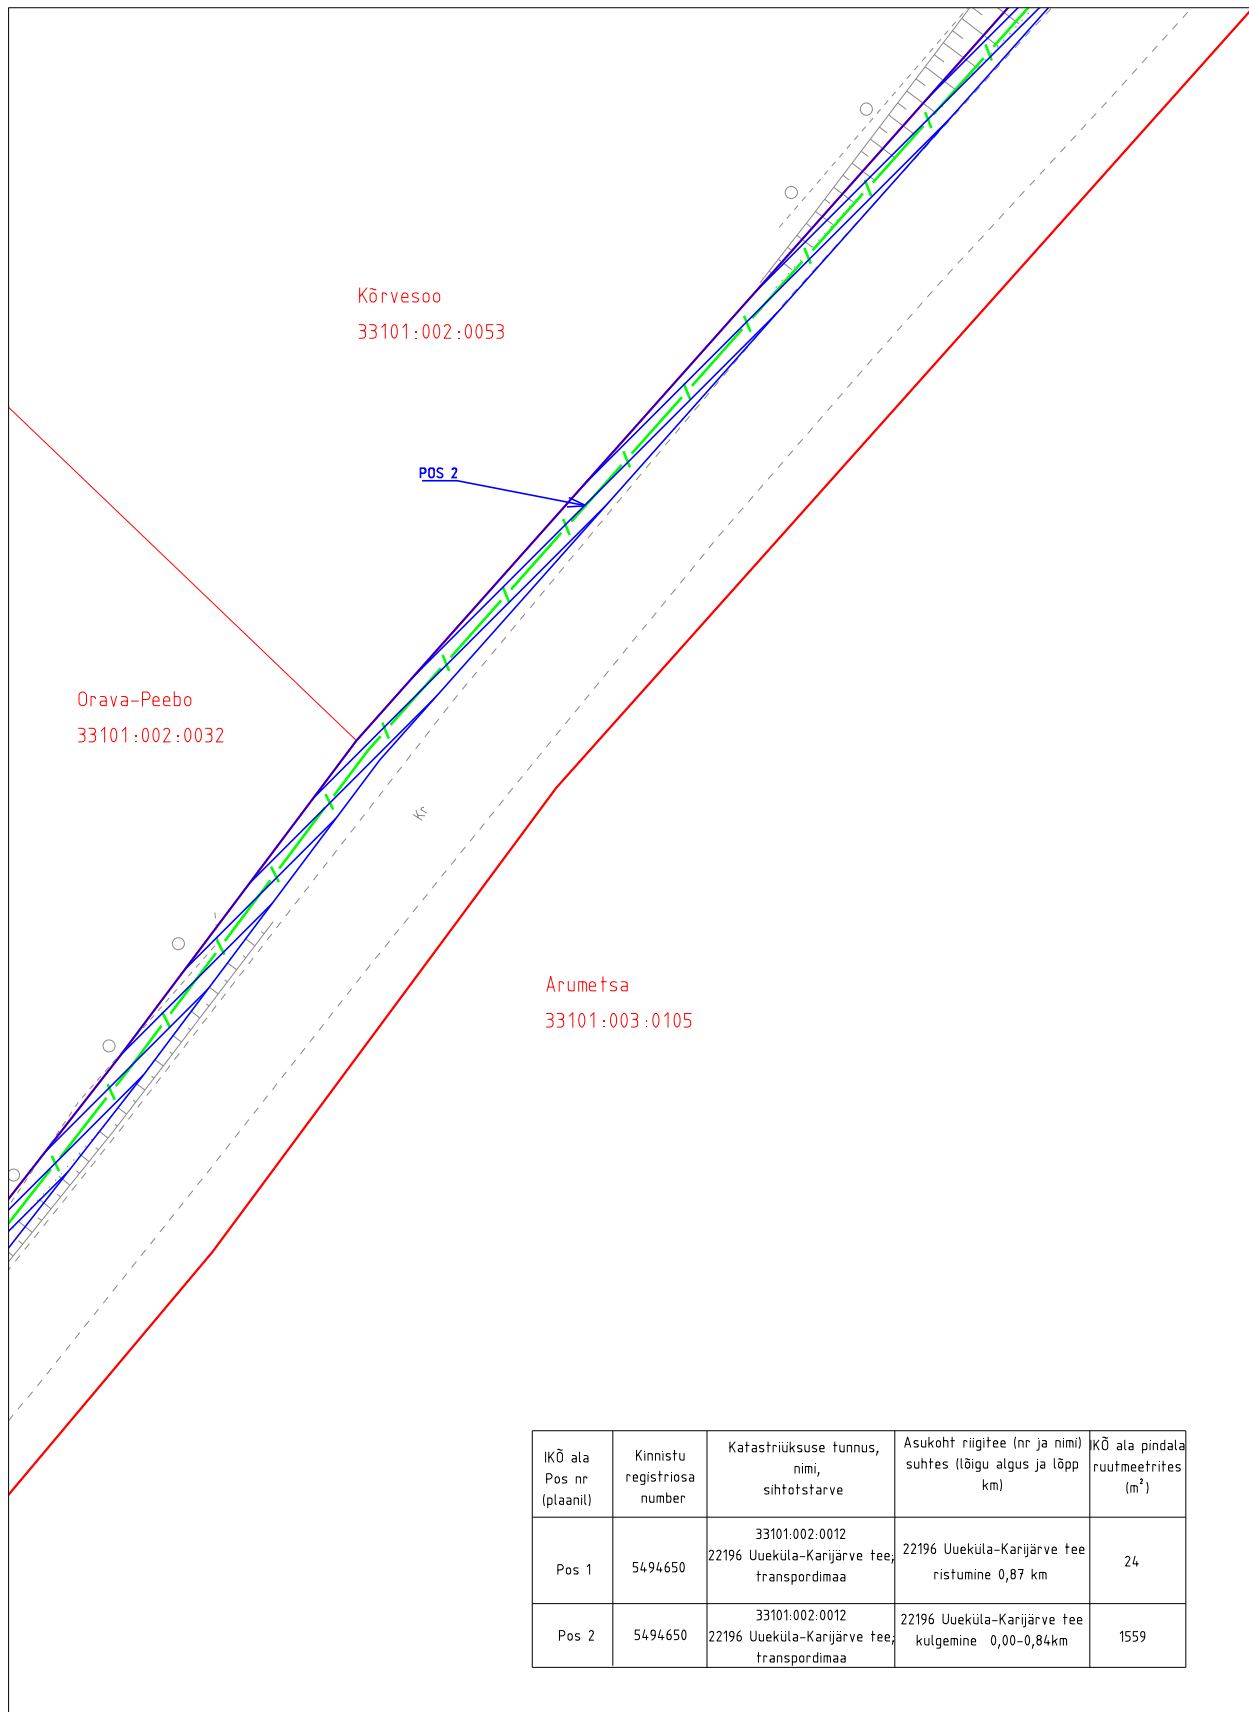 Kõrvesoo
33101:002:0053
POS 2
Orava-Peebo
33101:002:0032
Kr
Arumetsa
33101:003:0105
IKÕ ala
Pos nr
(plaanil)
Kinnistu
registriosa
number
Katastriüksuse tunnus,
nimi,
sihtotstarve
Asukoht riigitee (nr ja nimi)
suhtes (lõigu algus ja lõpp
km)
IKÕ ala pindala
ruutmeetrites
(m²)
Pos 1
5494650
33101:002:0012
22196 Uueküla-Karijärve tee;
transpordimaa
22196 Uueküla-Karijärve tee
ristumine 0,87 km
24
Pos 2
5494650
33101:002:0012
22196 Uueküla-Karijärve tee;
transpordimaa
22196 Uueküla-Karijärve tee
kulgemine 0,00-0,84km
1559